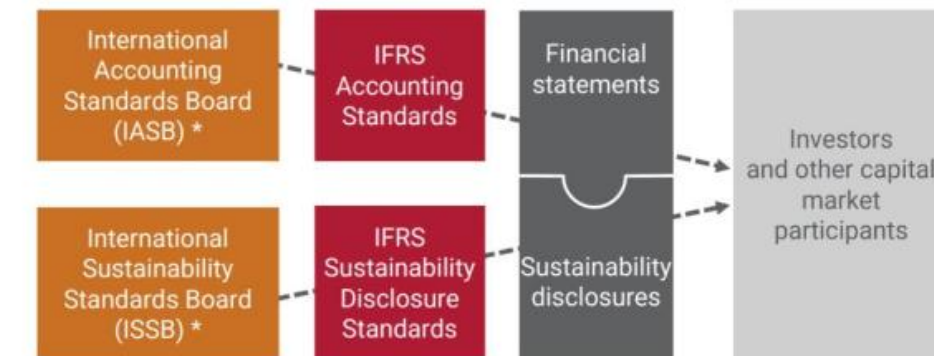 International
Accounting
Standards Board
(IASB) *
IFRS
Accounting
Standards
Financial
statements
Investors
and other capital
market
participants
International
Sustainability
Standards Board
(ISSB) *
IFRS
Sustainability
Disclosure
Standards
Sustainability
disclosures